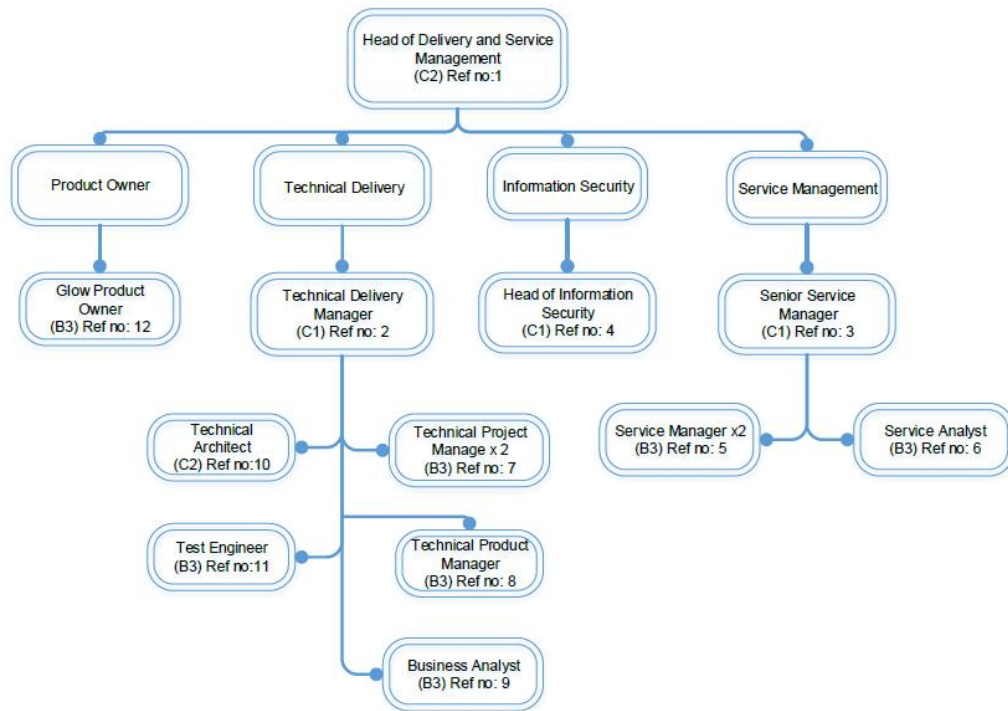 Head of Delivery and Service
Management
(C2) Ref no:1
Product Owner
Technical Delivery
Information Security
Service Management
Glow Product
Owner
(B3) Ref no: 12
Technical Delivery
Manager
(C1) Ref no: 2
Head of Information
Security
(C1) Ref no: 4
Senior Service
Manager
(C1) Ref no: 3
Technical
Architect
(C2) Ref no:10
Technical Project
Manage x 2
(B3) Ref no: 7
Service Manager x2
(B3) Ref no: 5
Service Analyst
(B3) Ref no: 6
Test Engineer
(B3) Ref no:11
Technical Product
Manager
(B3) Ref no: 8
Business Analyst
(B3) Ref no: 9